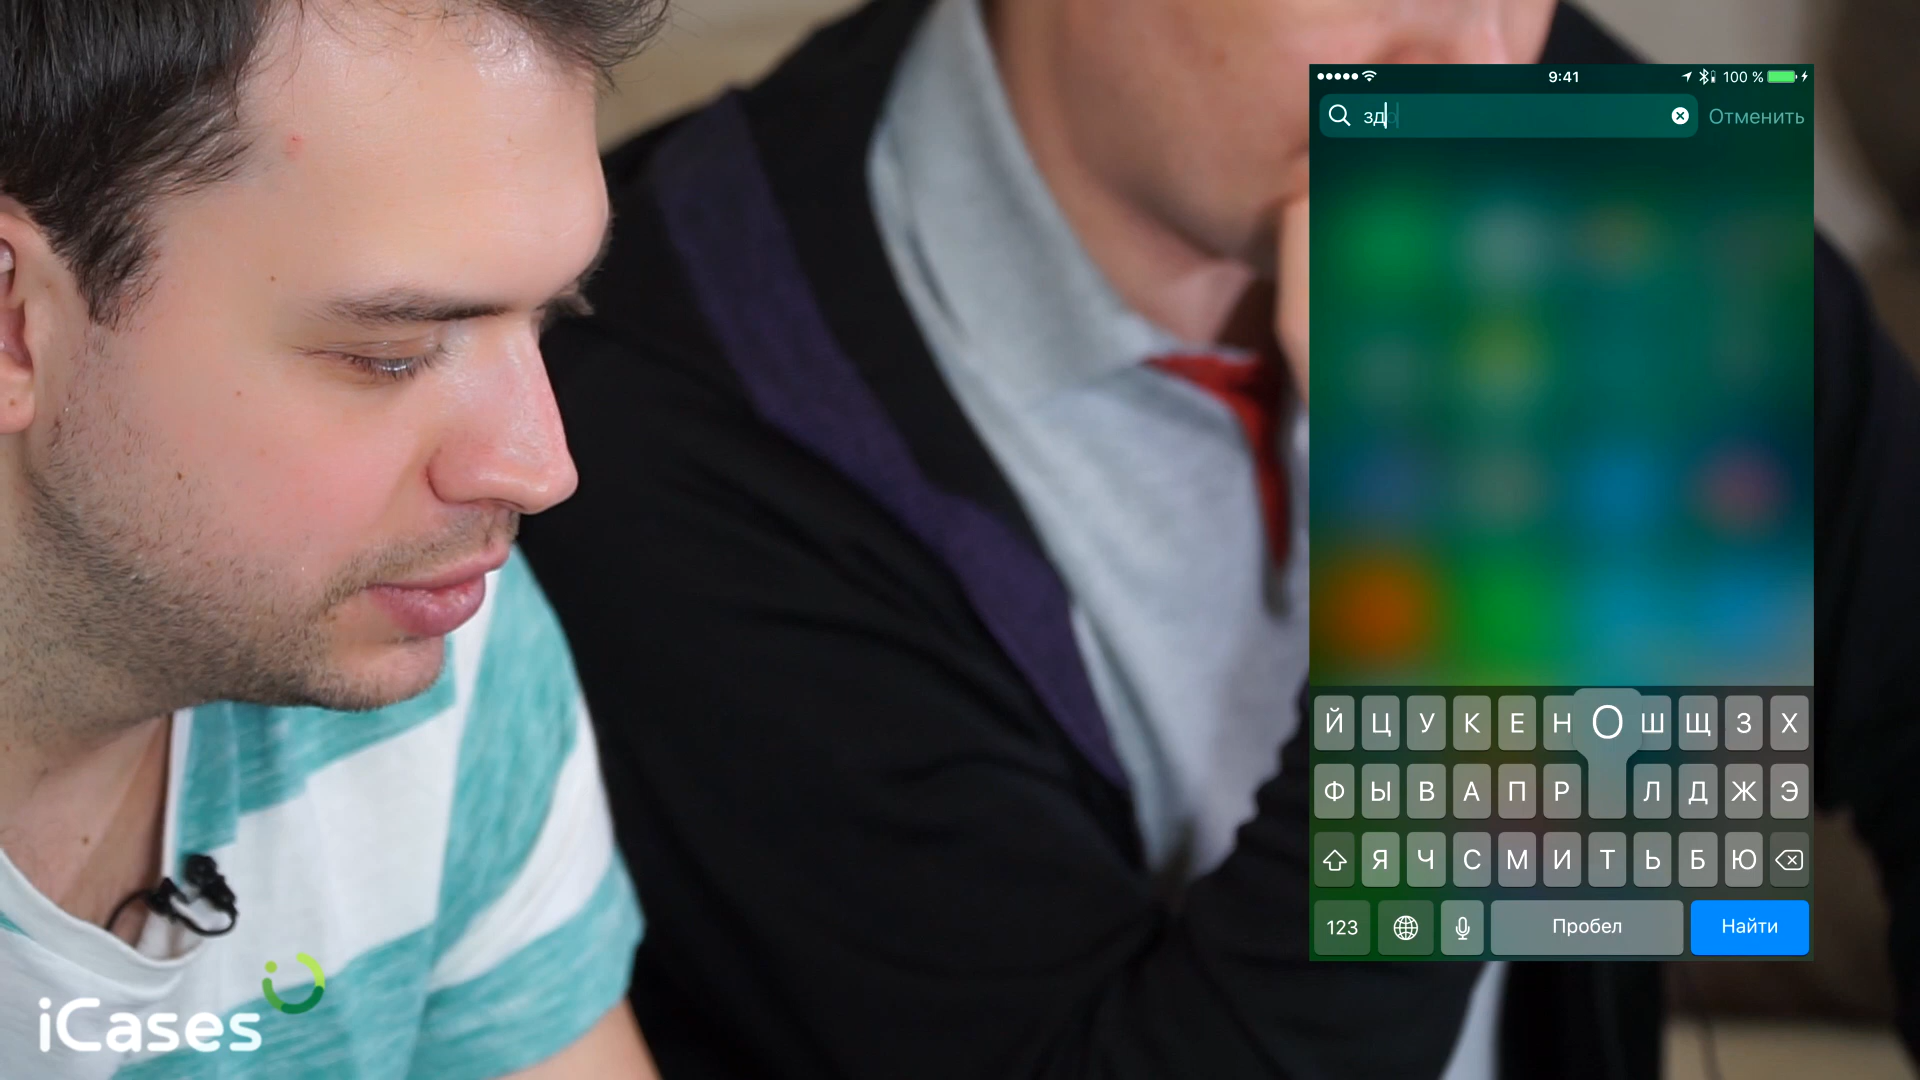 9:41
100 %
зд
Отменить
Й Ц У К Е Н О Ш Щ З Х
Ф Ы В А П Р Л Д Ж Э
Я Ч С М И Т Ь Б Ю
123
Пробел
Найти
iCases